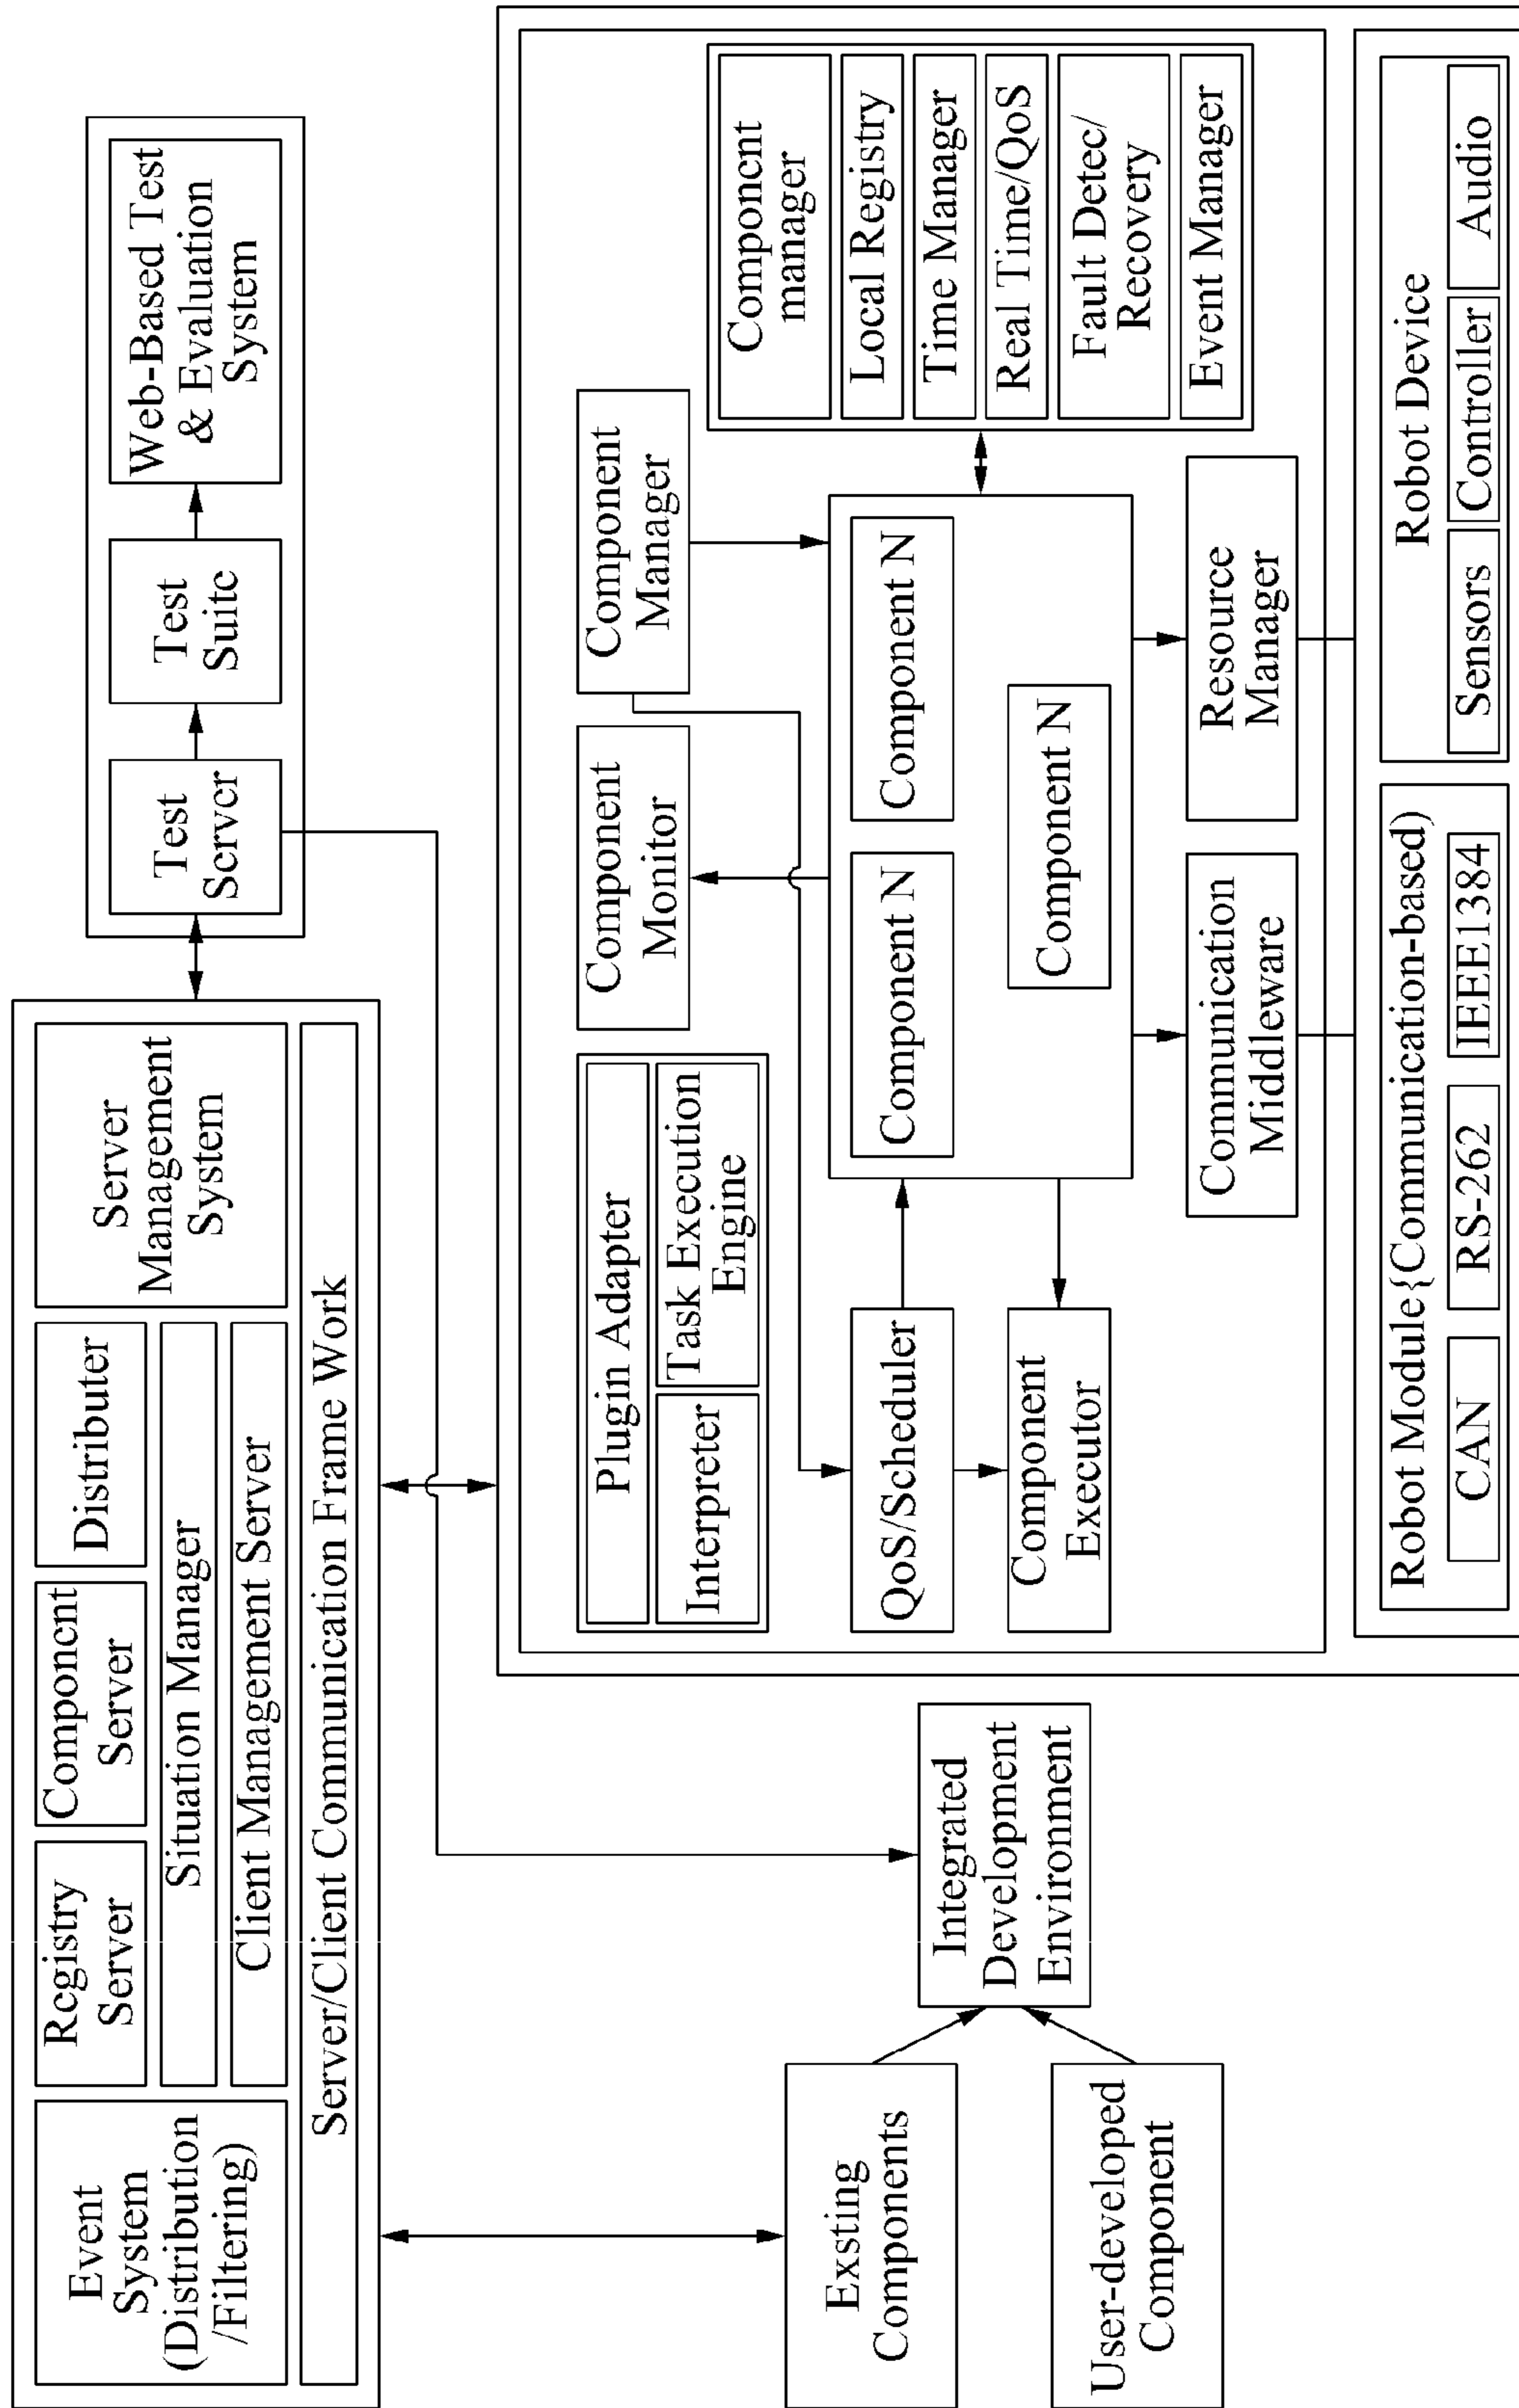 Event
System
(Distribution
/Filtering)
Registry
Server
Component
Server
Distributer
Situation Manager
Client Management Server
Server
Management
System
Server/Client Communication Frame Work
Test
Server
Test
Suite
Web-Based Test
& Evaluation
System
Exsting
Components
User-developed
Component
Integrated
Development
Environment
Plugin Adapter
Interpreter
Task Execution
Engine
Component
Monitor
Component
Manager
QoS/Scheduler
Component
Executor
Component N
Component N
Component N
Component
manager
Local Registry
Time Manager
Real Time/QoS
Fault Detec/
Recovery
Event Manager
Communication
Middleware
Resource
Manager
Robot Module{Communication-based)
CAN
RS-262
IEEE1384
Robot Device
Sensors
Controller
Audio